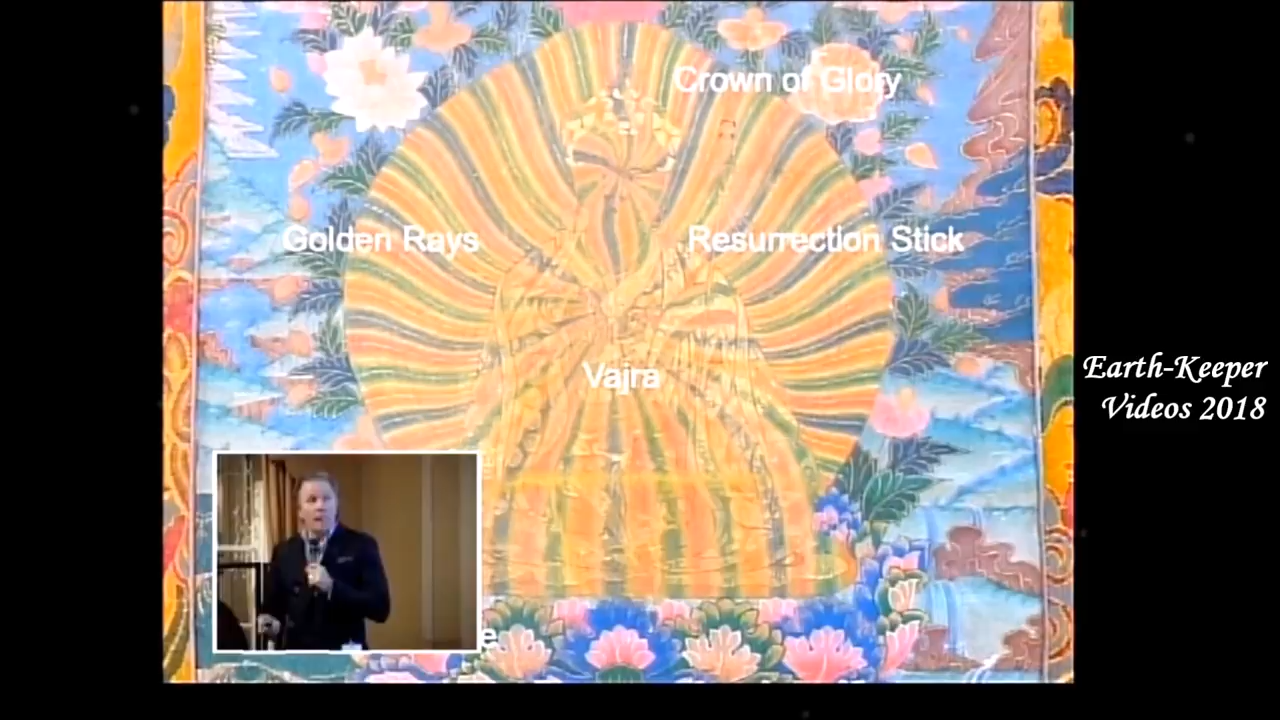 Crown of Glory
Golden Rays
Resurrection Stick
Vajra
Earth-Keeper
Videos 2018